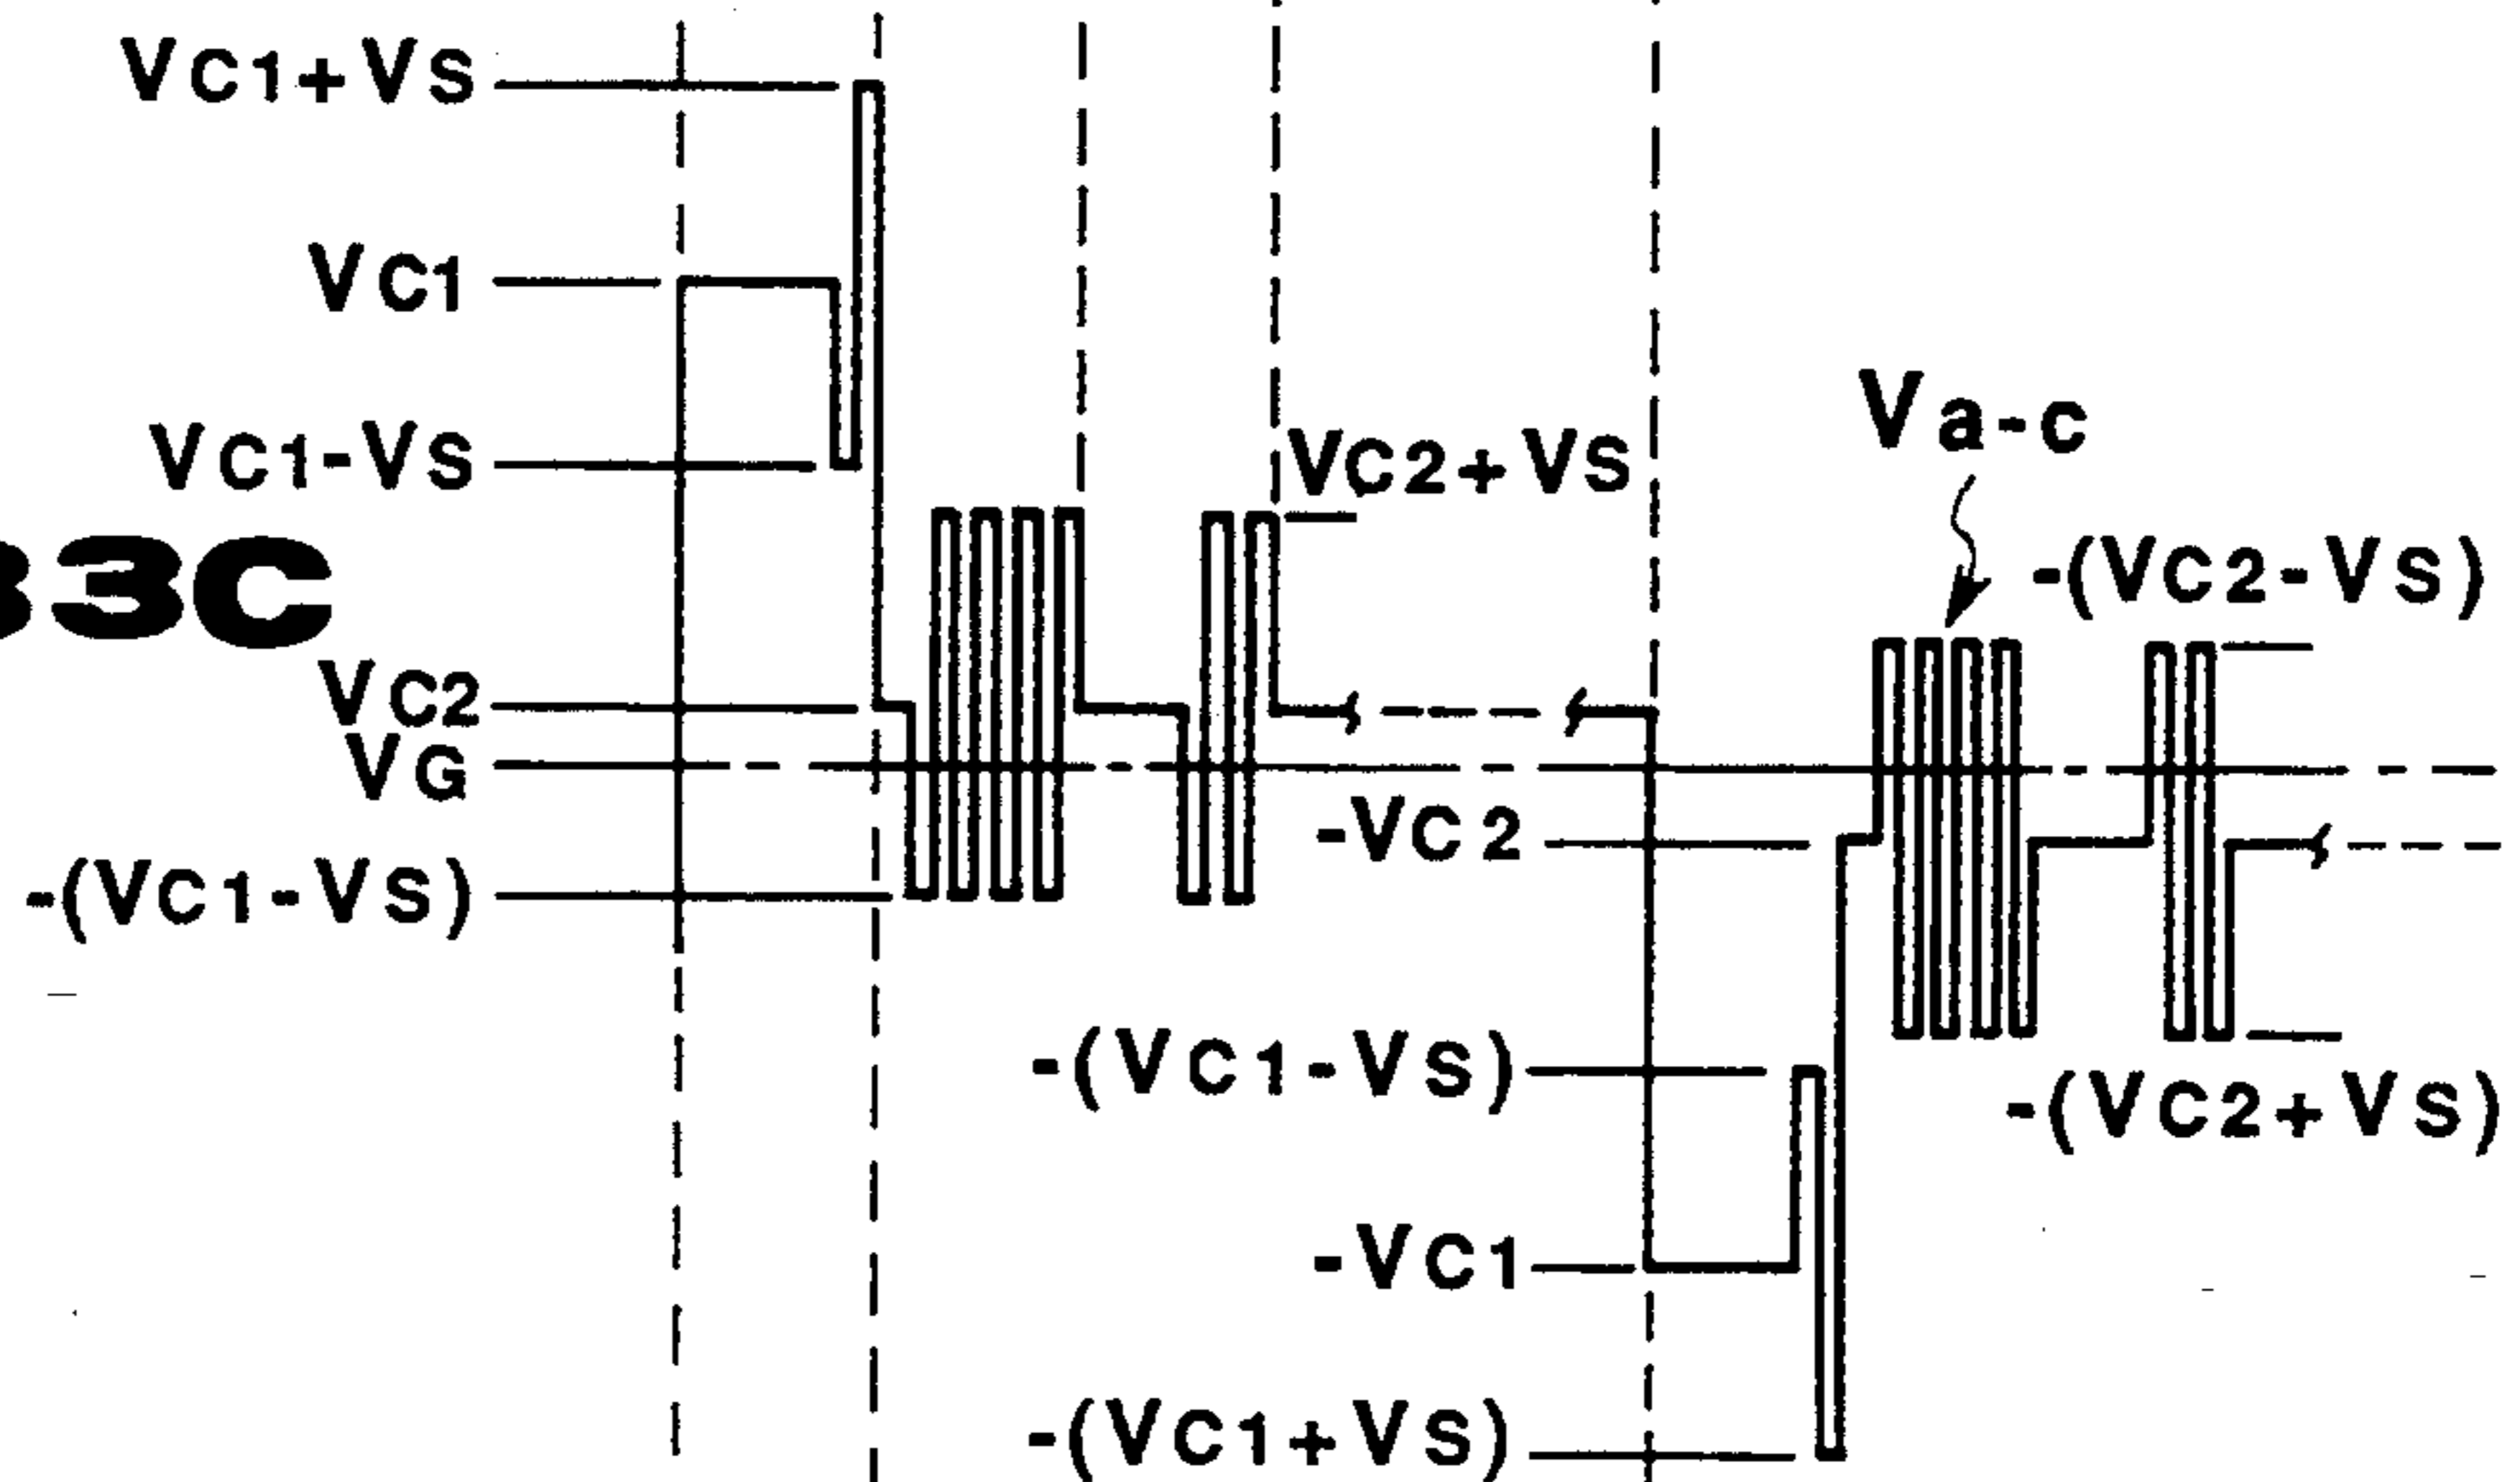 VC1+VS
VC1
VC1-VS
VC2+VS
Va-c
-(VC2-VS)
33C
VC2
VG
-VC2
-(VC1-VS)
-(VC1-VS)
-(VC2+VS)
-VC1
-(VC1+VS)